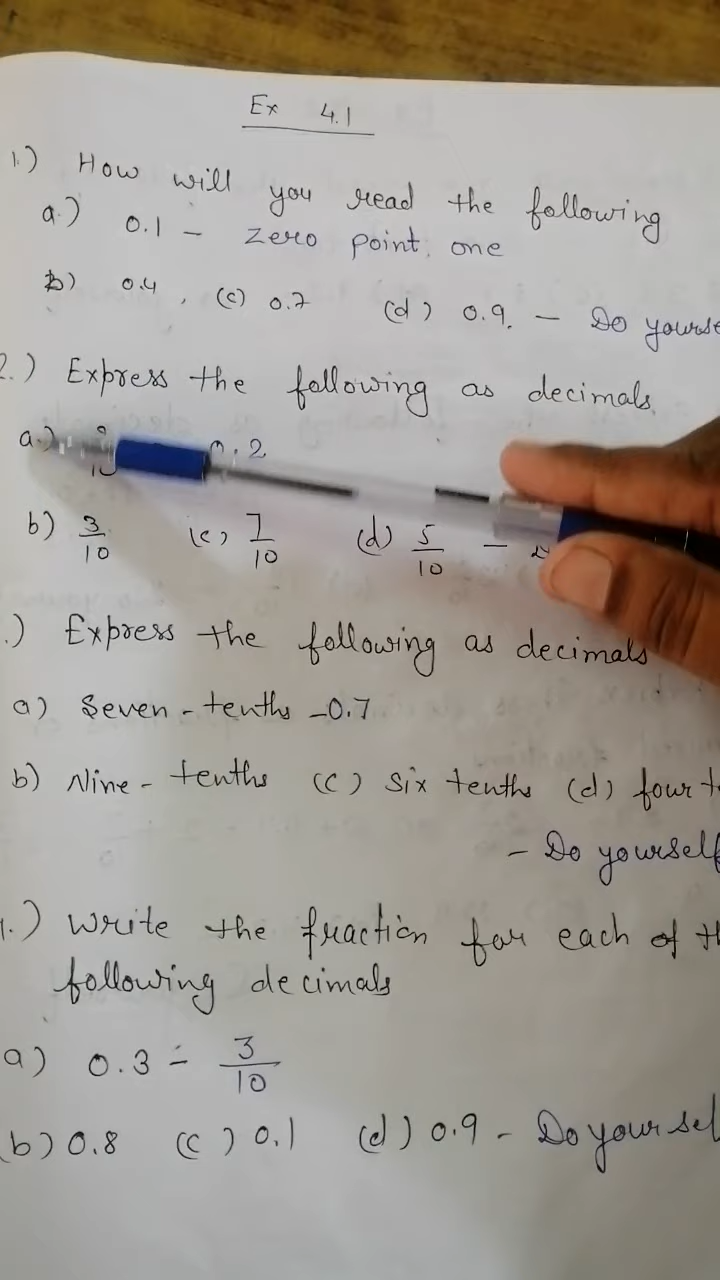 Ex 4.1
1.) How will you read the following
a.) 0.1 - Zero point one
b) 0.4 , (c) 0.7 (d) 0.9. - Do yourse
2.) Express the following as decimals.
a.) 0.2
b) 3/10 (c) 7/10 (d) 5/10 -
.) Express the following as decimals
a) Seven-tenths -0.7
b) Nine-tenths (c) Six tenths (d) four t
- Do yourself
.) Write the fraction for each of th
following decimals
a) 0.3 = 3/10
(b) 0.8 (c) 0.1 (d) 0.9 - Do yoursel